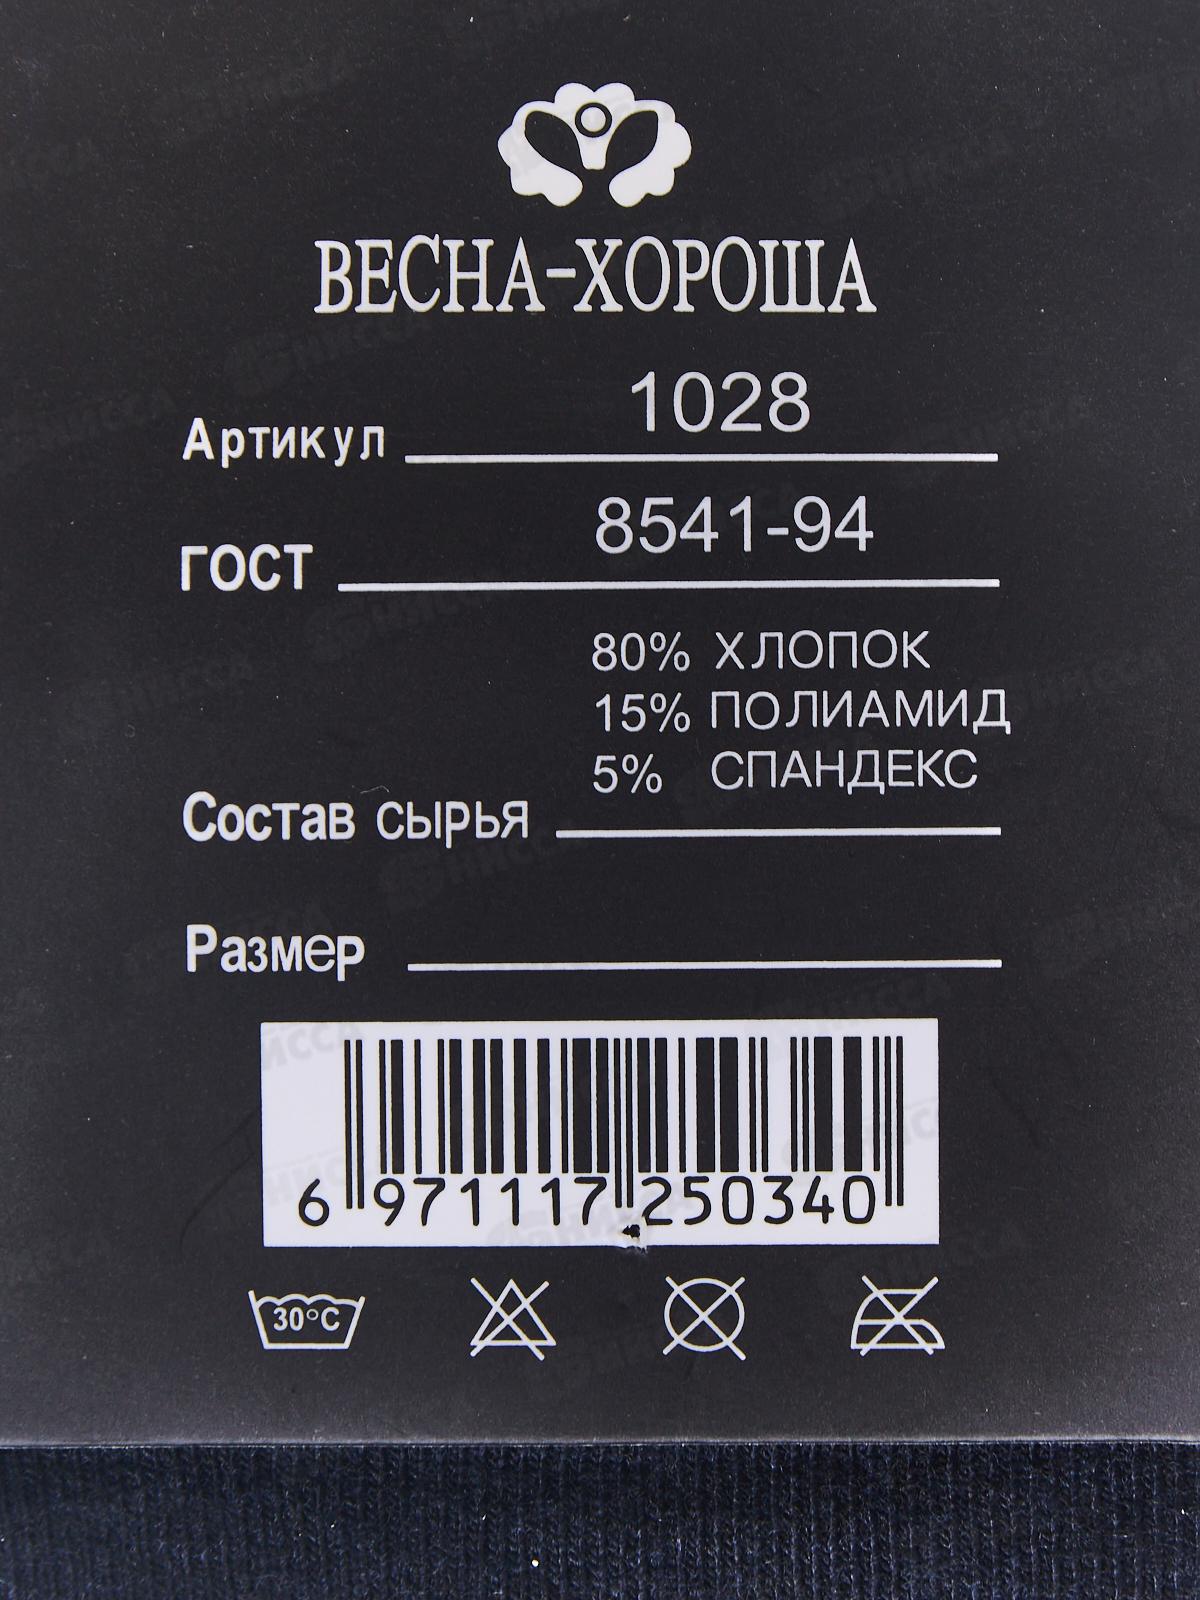 ВЕСНА-ХОРОША
Артикул 1028
ГОСТ 8541-94
80% ХЛОПОК
15% ПОЛИАМИД
5% СПАНДЕКС
Состав сырья
Размер
6 971117 250340
30°C